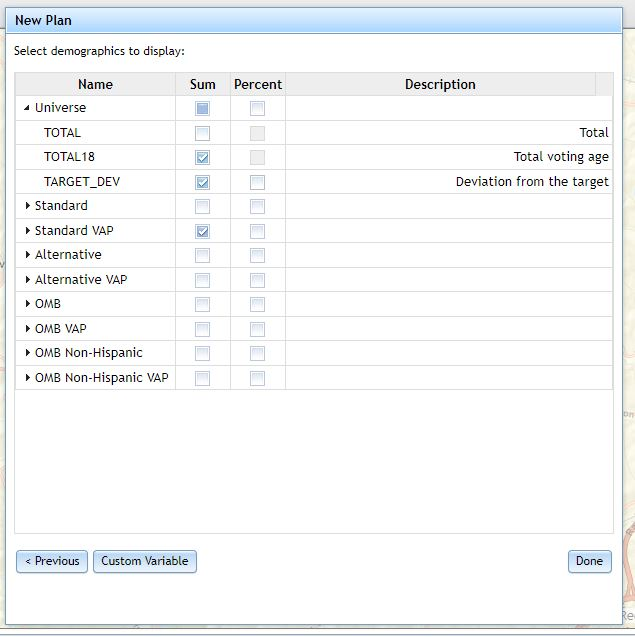 New Plan
Select demographics to display:
Name Sum Percent Description
Universe
TOTAL Total
TOTAL18 Total voting age
TARGET_DEV Deviation from the target
Standard
Standard VAP
Alternative
Alternative VAP
OMB
OMB VAP
OMB Non-Hispanic
OMB Non-Hispanic VAP
< Previous Custom Variable Done